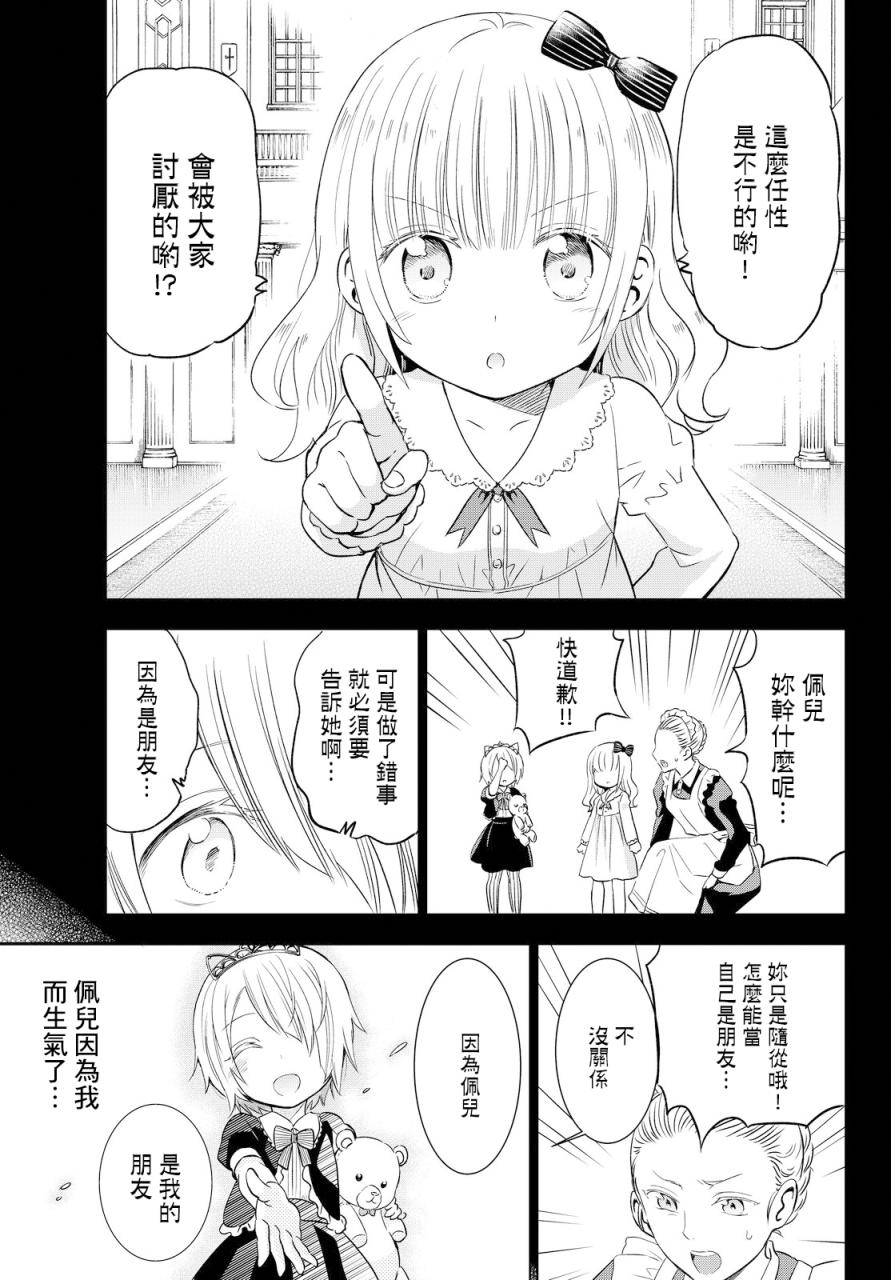 這麼任性
是不行的喲！
會被大家
討厭的喲!?
佩兒
妳幹什麼呢…
快道歉!!
可是做了錯事
就必須要
告訴她啊…
因為是朋友…
妳只是隨從哦！
怎麼能當
自己是朋友…
不
沒關係
因為佩兒
是我的
朋友
佩兒因為我
而生氣了…